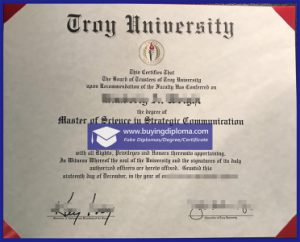 Troy University
This Certifies That
The Board of Trustees of Troy University
upon Recommendation of the Faculty Has Conferred on
the degree of
Master of Science in Strategic Communication
www.buyingdiploma.com
Fake Diplomas/Degree/Certificate
with all Rights, Privileges and Honors thereunto appertaining.
In Witness Whereof the seal of the University and the signatures of its duly
authorized officers are hereto affixed. Granted this
sixteenth day of December, in the year of